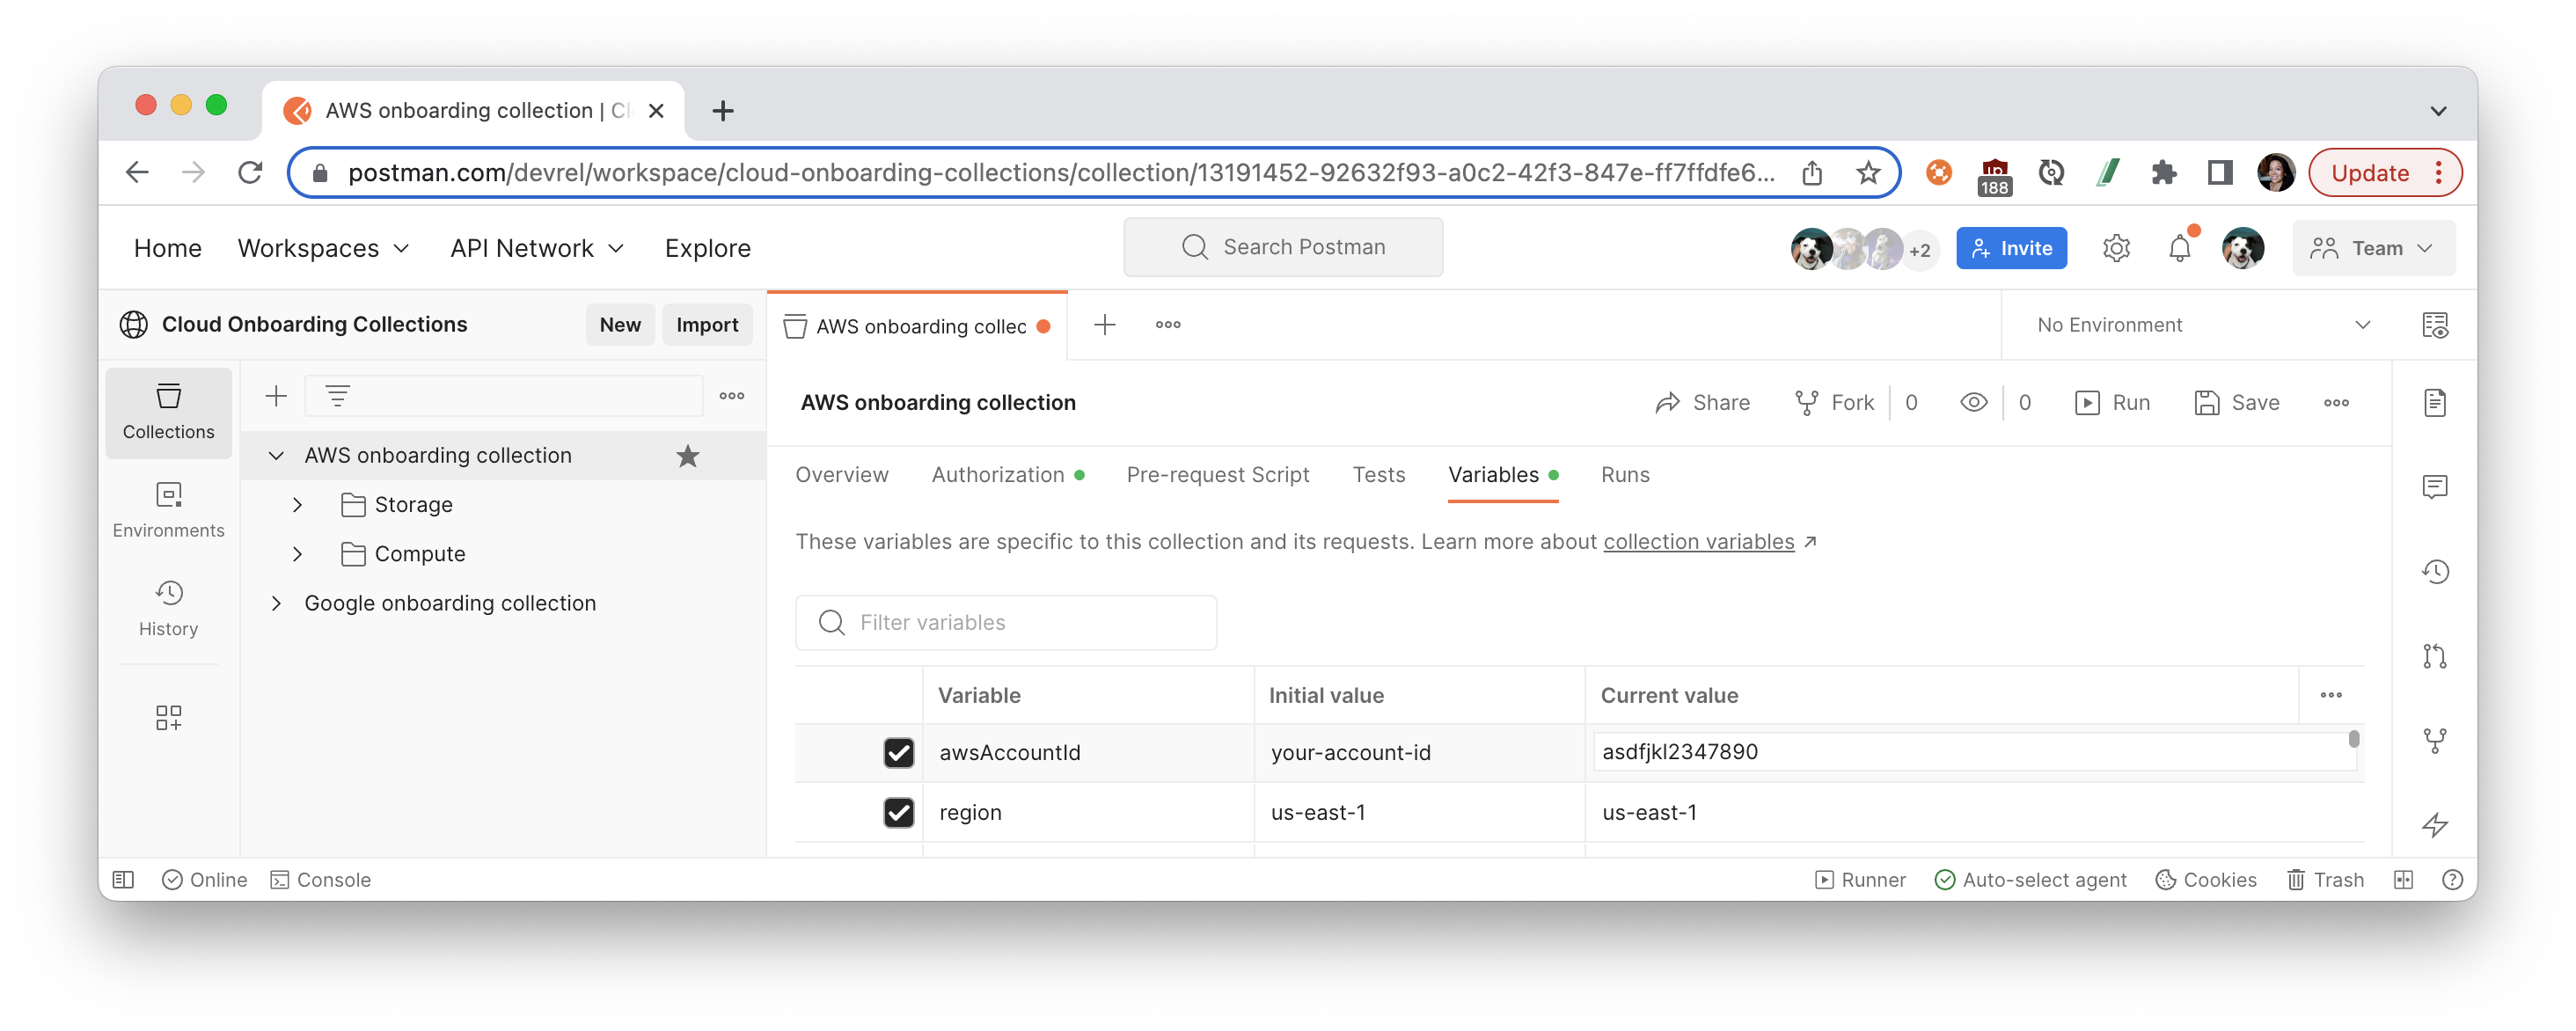 AWS onboarding collection | Cl
postman.com/devrel/workspace/cloud-onboarding-collections/collection/13191452-92632f93-a0c2-42f3-847e-ff7ffdfe6...
188
Update
Home
Workspaces
API Network
Explore
Search Postman
+2
Invite
Team
Cloud Onboarding Collections
New
Import
AWS onboarding collec
No Environment
Collections
Environments
History
AWS onboarding collection
Storage
Compute
Google onboarding collection
AWS onboarding collection
Share
Fork
0
0
Run
Save
Overview
Authorization
Pre-request Script
Tests
Variables
Runs
These variables are specific to this collection and its requests. Learn more about collection variables ↗
Filter variables
Variable
Initial value
Current value
awsAccountId
your-account-id
asdfjkl2347890
region
us-east-1
us-east-1
Online
Console
Runner
Auto-select agent
Cookies
Trash